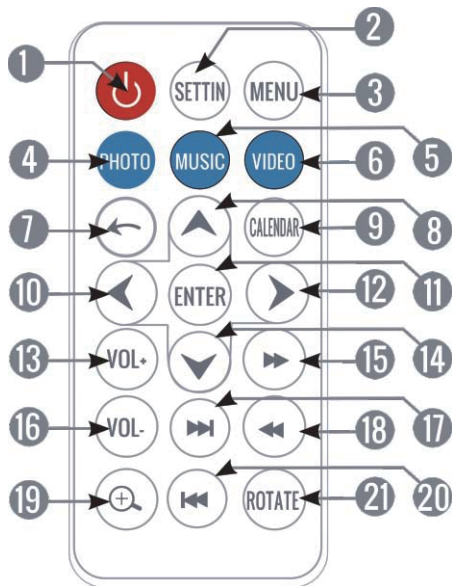 2
1
SETTIN
MENU
3
4
PHOTO
MUSIC
VIDEO
6
5
7
CALENDAR
9
8
10
ENTER
12
11
13
VOL+
15
14
16
VOL-
18
17
19
ROTATE
21
20